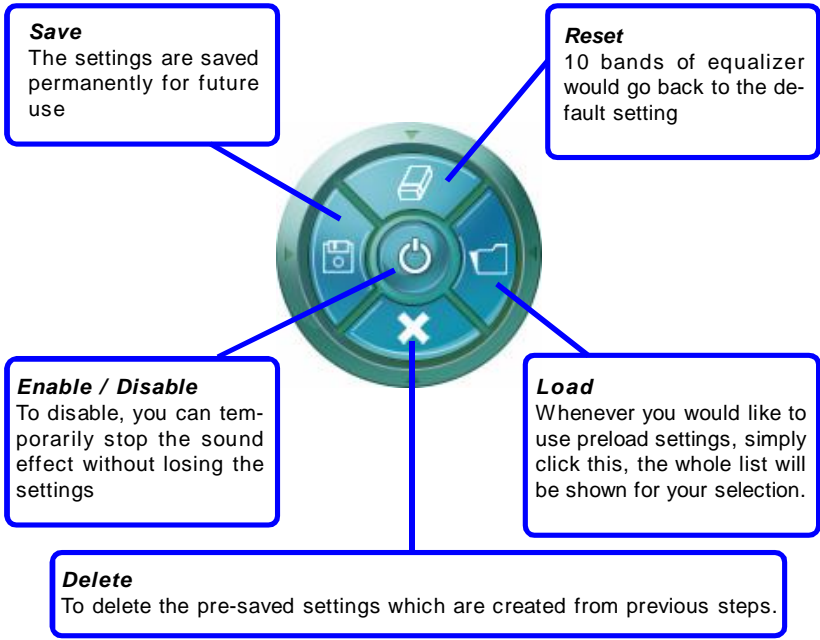 Save
The settings are saved
permanently for future
use
Reset
10 bands of equalizer
would go back to the de-
fault setting
Enable / Disable
To disable, you can tem-
porarily stop the sound
effect without losing the
settings
Load
Whenever you would like to
use preload settings, simply
click this, the whole list will
be shown for your selection.
Delete
To delete the pre-saved settings which are created from previous steps.